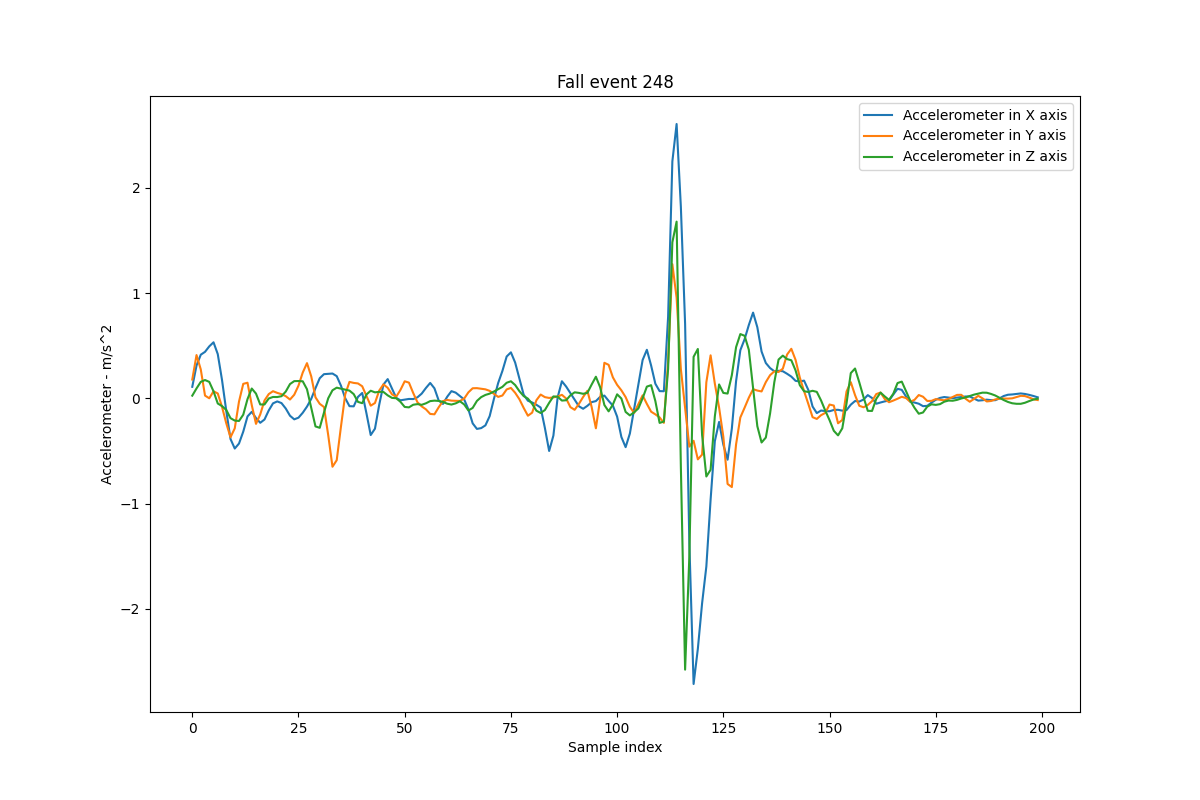 Fall event 248
Accelerometer in X axis
Accelerometer in Y axis
Accelerometer in Z axis
Accelerometer - m/s^2
2
1
0
−1
−2
0 25 50 75 100 125 150 175 200
Sample index